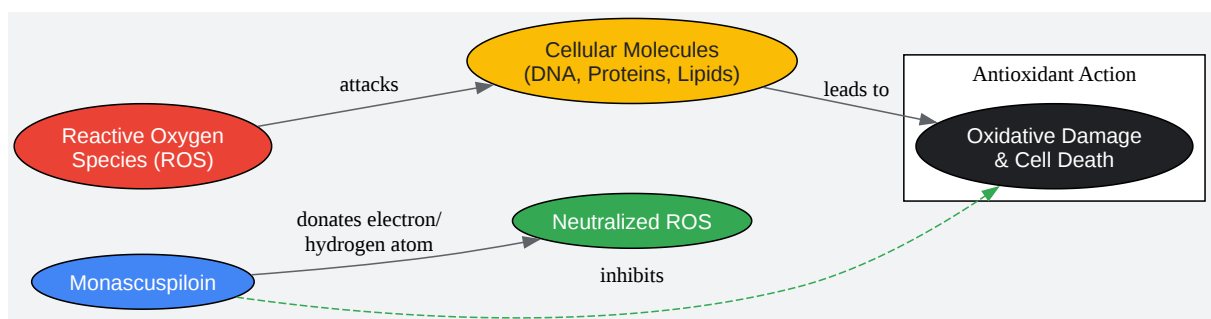 Cellular Molecules
(DNA, Proteins, Lipids)
Antioxidant Action
attacks
leads to
Reactive Oxygen
Species (ROS)
Oxidative Damage
& Cell Death
donates electron/
hydrogen atom
Neutralized ROS
Monascuspiloin
inhibits